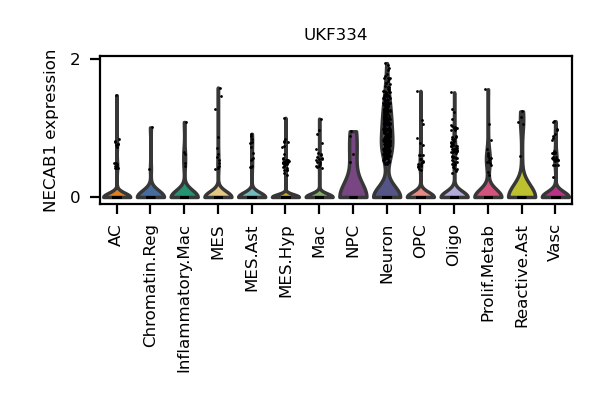 UKF334
NECAB1 expression
2
0
AC
Chromatin.Reg
Inflammatory.Mac
MES
MES.Ast
MES.Hyp
Mac
NPC
Neuron
OPC
Oligo
Prolif.Metab
Reactive.Ast
Vasc